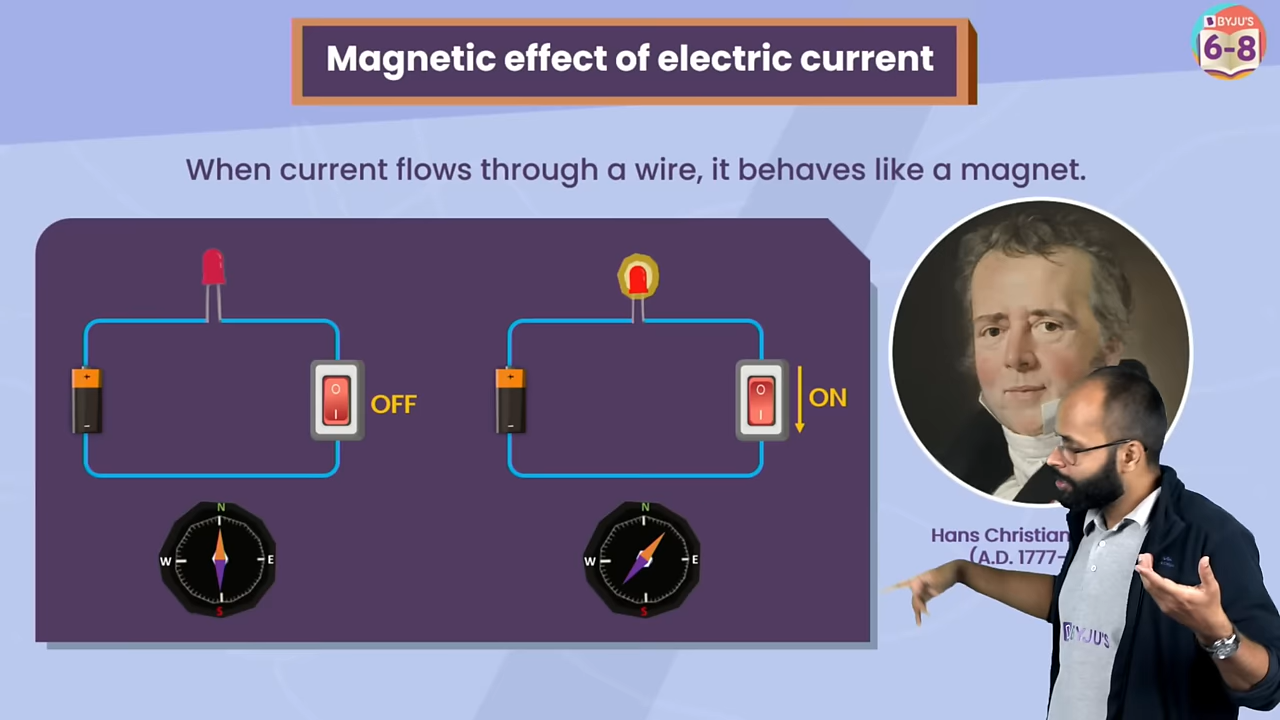 Magnetic effect of electric current
BYJU'S
6-8
When current flows through a wire, it behaves like a magnet.
+
-
O
I
OFF
+
-
O
I
ON
N
W
E
S
N
W
E
S
Hans Christian
(A.D. 1777-
BYJU'S